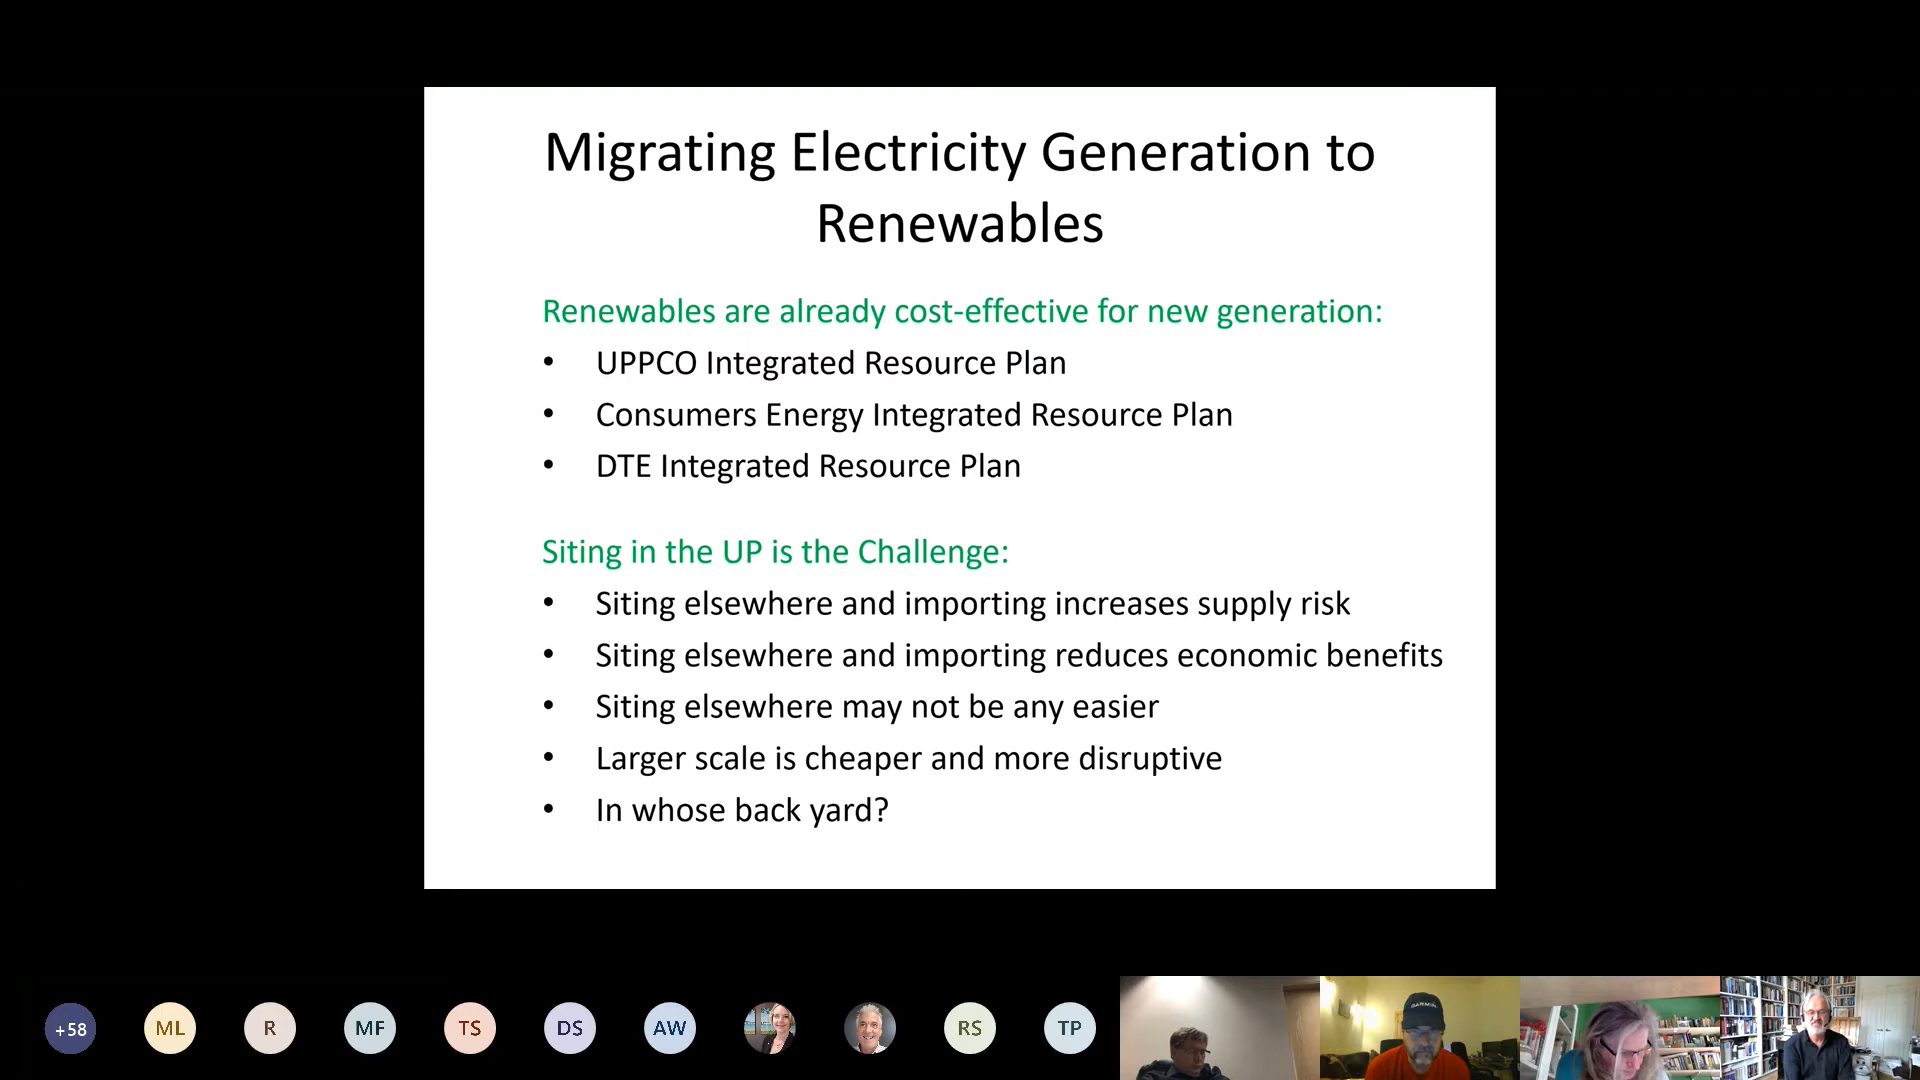 Migrating Electricity Generation to
Renewables
Renewables are already cost-effective for new generation:
• UPPCO Integrated Resource Plan
• Consumers Energy Integrated Resource Plan
• DTE Integrated Resource Plan
Siting in the UP is the Challenge:
• Siting elsewhere and importing increases supply risk
• Siting elsewhere and importing reduces economic benefits
• Siting elsewhere may not be any easier
• Larger scale is cheaper and more disruptive
• In whose back yard?
+58 ML R MF TS DS AW RS TP